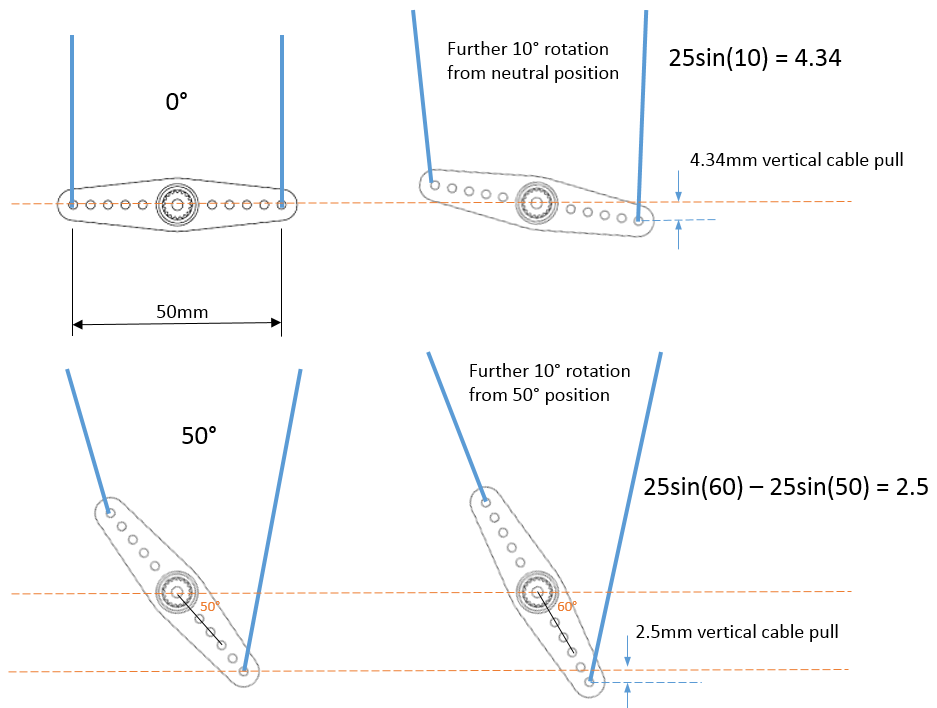 0°
Further 10° rotation
from neutral position
25sin(10) = 4.34
4.34mm vertical cable pull
50mm
50°
Further 10° rotation
from 50° position
25sin(60) – 25sin(50) = 2.5
50°
60°
2.5mm vertical cable pull